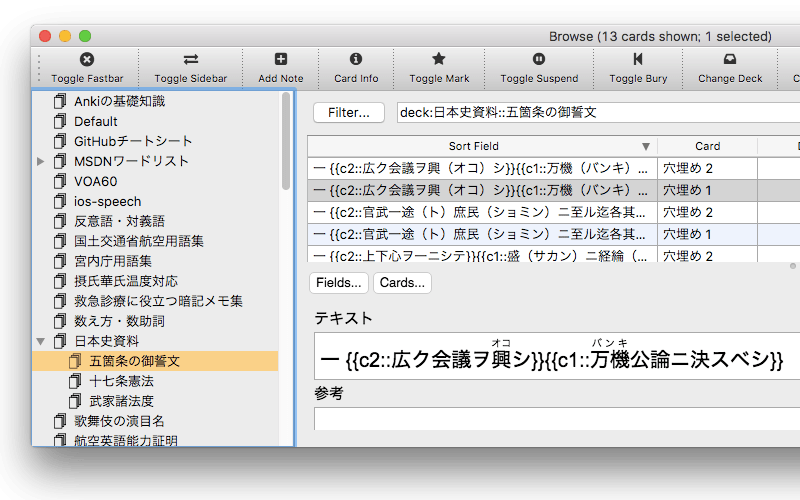 Browse (13 cards shown; 1 selected)
Toggle Fastbar
Toggle Sidebar
Add Note
Card Info
Toggle Mark
Toggle Suspend
Toggle Bury
Change Deck
Ankiの基礎知識
Default
GitHubチートシート
MSDNワードリスト
VOA60
ios-speech
反意語・対義語
国土交通省航空用語集
宮内庁用語集
摂氏華氏温度対応
救急診療に役立つ暗記メモ集
数え方・数助詞
日本史資料
五箇条の御誓文
十七条憲法
武家諸法度
歌舞伎の演目名
航空英語能力証明
Filter...
deck:日本史資料::五箇条の御誓文
Sort Field
Card
一 {{c2::広ク会議ヲ興（オコ）シ}}{{c1::万機（バンキ）...
穴埋め 2
一 {{c2::広ク会議ヲ興（オコ）シ}}{{c1::万機（バンキ）...
穴埋め 1
一 {{c2::官武一途（ト）庶民（ショミン）ニ至ル迄各其...
穴埋め 2
一 {{c2::官武一途（ト）庶民（ショミン）ニ至ル迄各其...
穴埋め 1
一 {{c2::上下心ヲ一ニシテ}}{{c1::盛（サカン）ニ経綸（...
穴埋め 2
Fields...
Cards...
テキスト
オコ
バンキ
一 {{c2::広ク会議ヲ興シ}}{{c1::万機公論ニ決スベシ}}
参考